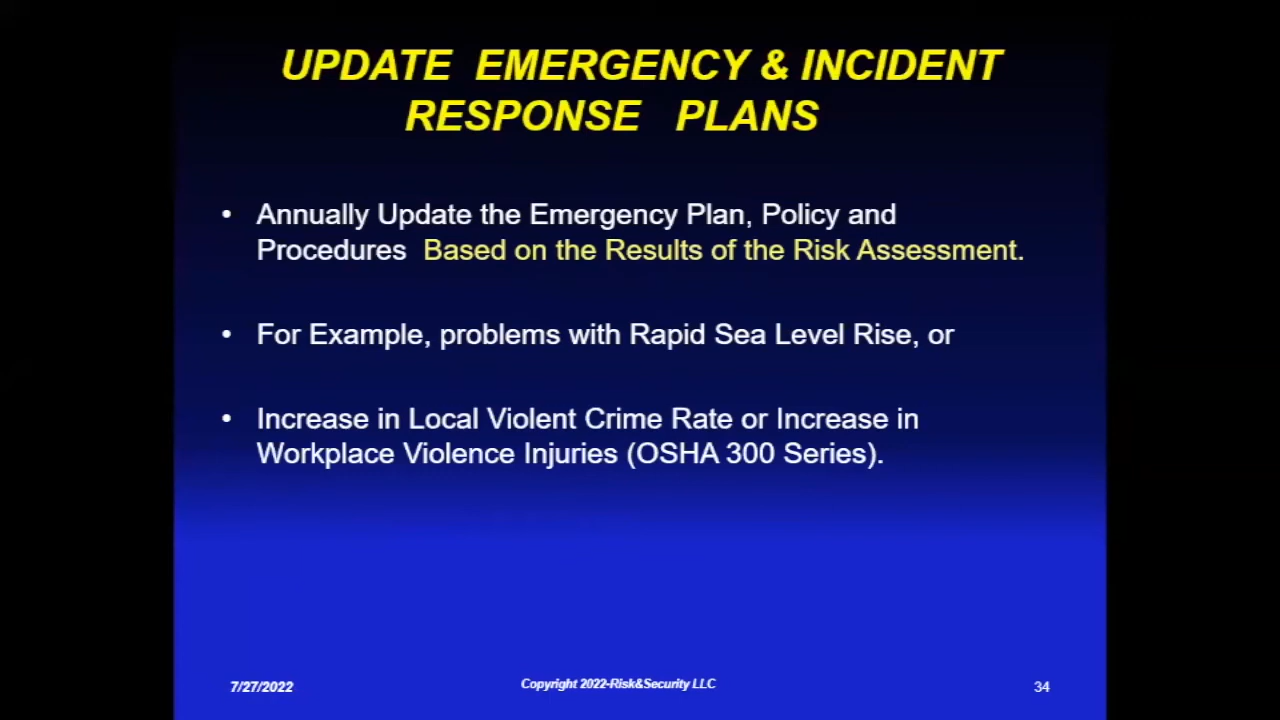 UPDATE EMERGENCY & INCIDENT
RESPONSE PLANS
• Annually Update the Emergency Plan, Policy and
Procedures Based on the Results of the Risk Assessment.
• For Example, problems with Rapid Sea Level Rise, or
• Increase in Local Violent Crime Rate or Increase in
Workplace Violence Injuries (OSHA 300 Series).
7/27/2022
Copyright 2022-Risk&Security LLC
34